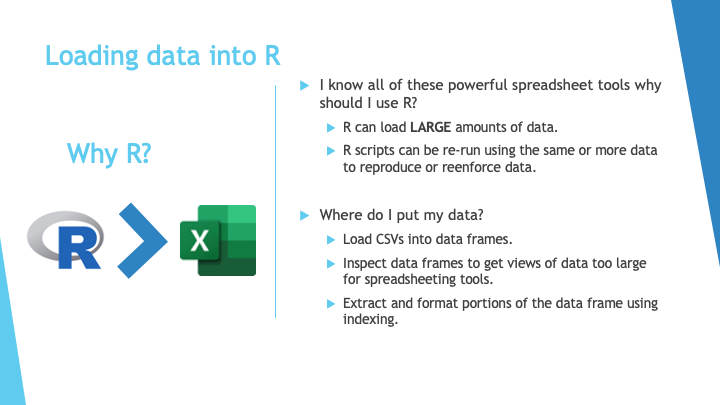 Loading data into R
Why R?
R
X
I know all of these powerful spreadsheet tools why
should I use R?
R can load LARGE amounts of data.
R scripts can be re-run using the same or more data
to reproduce or reenforce data.
Where do I put my data?
Load CSVs into data frames.
Inspect data frames to get views of data too large
for spreadsheeting tools.
Extract and format portions of the data frame using
indexing.